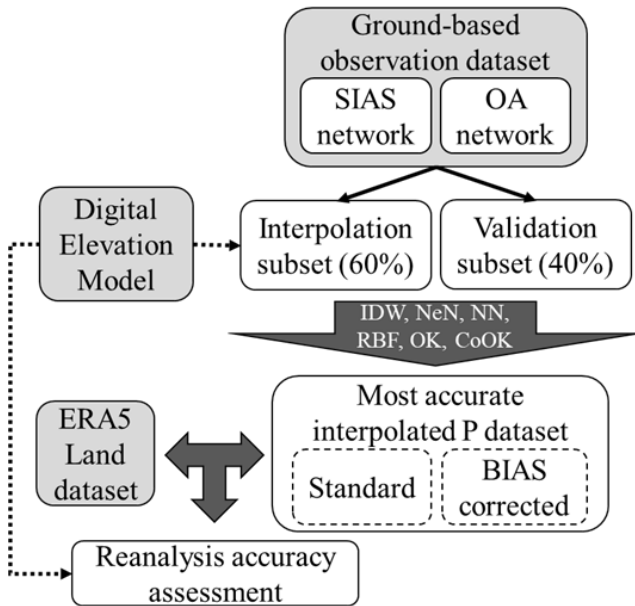 Ground-based
observation dataset
SIAS
network
OA
network
Digital
Elevation
Model
Interpolation
subset (60%)
Validation
subset (40%)
IDW, NeN, NN,
RBF, OK, CoOK
ERA5
Land
dataset
Most accurate
interpolated P dataset
Standard
BIAS
corrected
Reanalysis accuracy
assessment